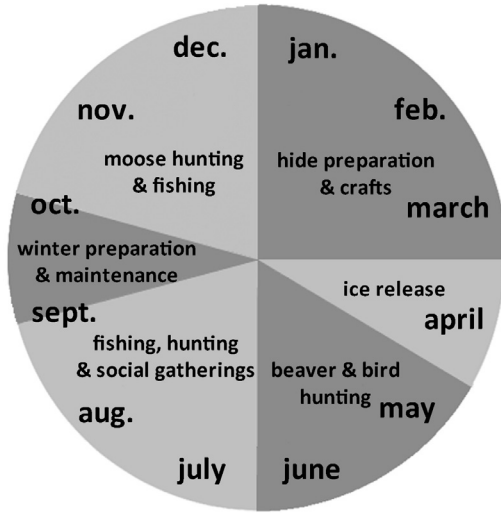 jan.
feb.
hide preparation
& crafts
march
ice release
april
beaver & bird
hunting
may
june
july
aug.
fishing, hunting
& social gatherings
sept.
winter preparation
& maintenance
oct.
moose hunting
& fishing
nov.
dec.